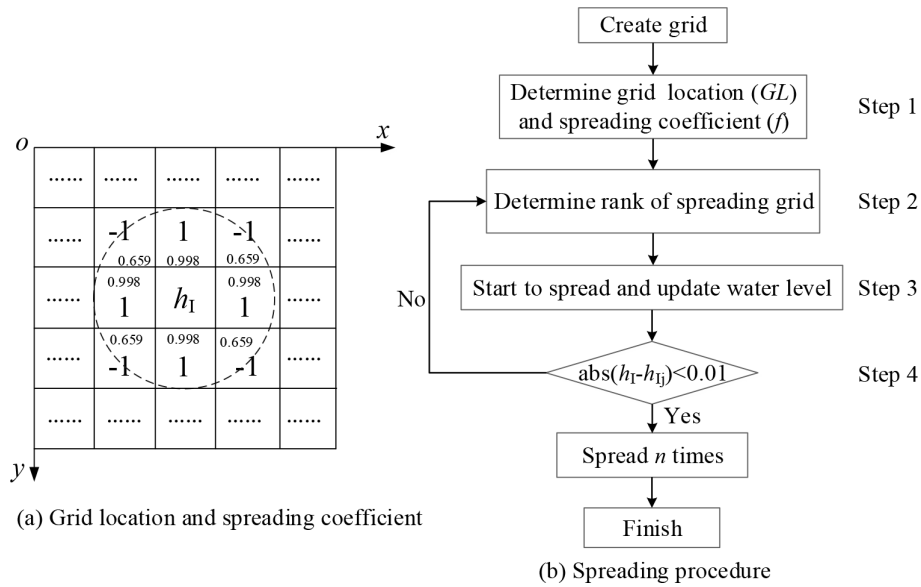 o
x
...... ...... ...... ...... ......
...... -1 1 -1 ......
0.659 0.998 0.659
0.998 0.998
...... 1 hI 1 ......
0.659 0.998 0.659
...... -1 1 -1 ......
...... ...... ...... ...... ......
y
(a) Grid location and spreading coefficient
Create grid
Determine grid location (GL)
and spreading coefficient (f)
Step 1
Determine rank of spreading grid
Step 2
Start to spread and update water level
Step 3
No
abs(hI-hIj)<0.01
Step 4
Yes
Spread n times
Finish
(b) Spreading procedure